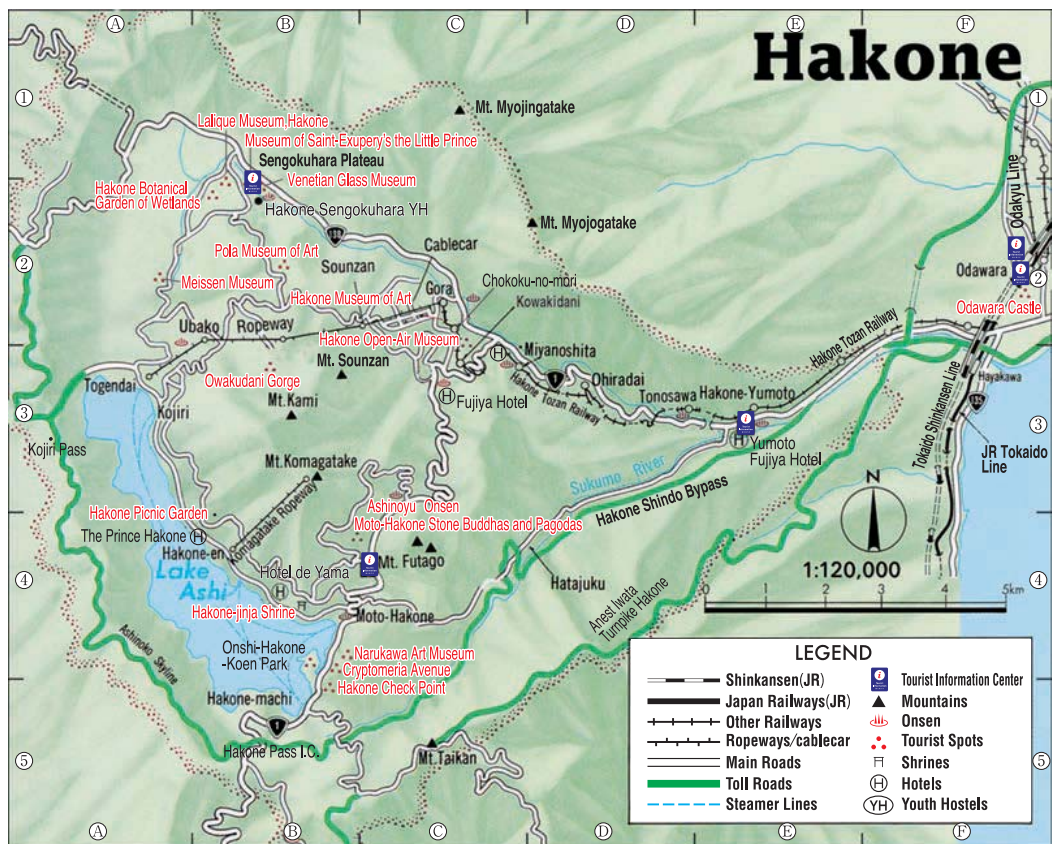 Hakone
Ⓐ
Ⓑ
Ⓒ
Ⓓ
Ⓔ
Ⓕ
①
①
Mt. Myojingatake
Lalique Museum,Hakone
Museum of Saint-Exupery's the Little Prince
Sengokuhara Plateau
Venetian Glass Museum
Hakone Botanical
Garden of Wetlands
Hakone Sengokuhara YH
Mt. Myojogatake
Odakyu Line
138
Pola Museum of Art
Cablecar
Sounzan
②
②
Odawara
Meissen Museum
Chokoku-no-mori
Hakone Museum of Art
Gora
Kowakidani
Odawara Castle
Ubako
Ropeway
Hakone Open-Air Museum
Miyanoshita
Hakone Tozan Railway
Mt. Sounzan
Togendai
Owakudani Gorge
1
Ohiradai
Hakone Tozan Railway
Tonosawa
Hakone-Yumoto
Hayakawa
Tokaido Shinkansen Line
Kojiri
Mt.Kami
Ⓗ
Fujiya Hotel
③
③
Kojiri Pass
Yumoto
Fujiya Hotel
JR Tokaido
Line
Mt.Komagatake
Sukumo River
Hakone Shindo Bypass
N
Komagatake Ropeway
Ashinoyu Onsen
Moto-Hakone Stone Buddhas and Pagodas
Hakone Picnic Garden
The Prince Hakone Ⓗ
Hakone-en
Mt. Futago
Lake
Ashi
Hotel de Yama
Hatajuku
④
④
1:120,000
0 1 2 3 4 5km
Hakone-jinja Shrine
Moto-Hakone
Anest Iwata
Turnpike Hakone
Ashinoko Skyline
Onshi-Hakone
-Koen Park
Narukawa Art Museum
Cryptomeria Avenue
Hakone Check Point
Hakone-machi
1
Hakone Pass I.C.
Mt.Taikan
⑤
⑤
LEGEND
Shinkansen(JR)
Japan Railways(JR)
Other Railways
Ropeways/cablecar
Main Roads
Toll Roads
Steamer Lines
Tourist Information Center
Mountains
Onsen
Tourist Spots
Shrines
Ⓗ Hotels
YH Youth Hostels
Ⓐ
Ⓑ
Ⓒ
Ⓓ
Ⓔ
Ⓕ